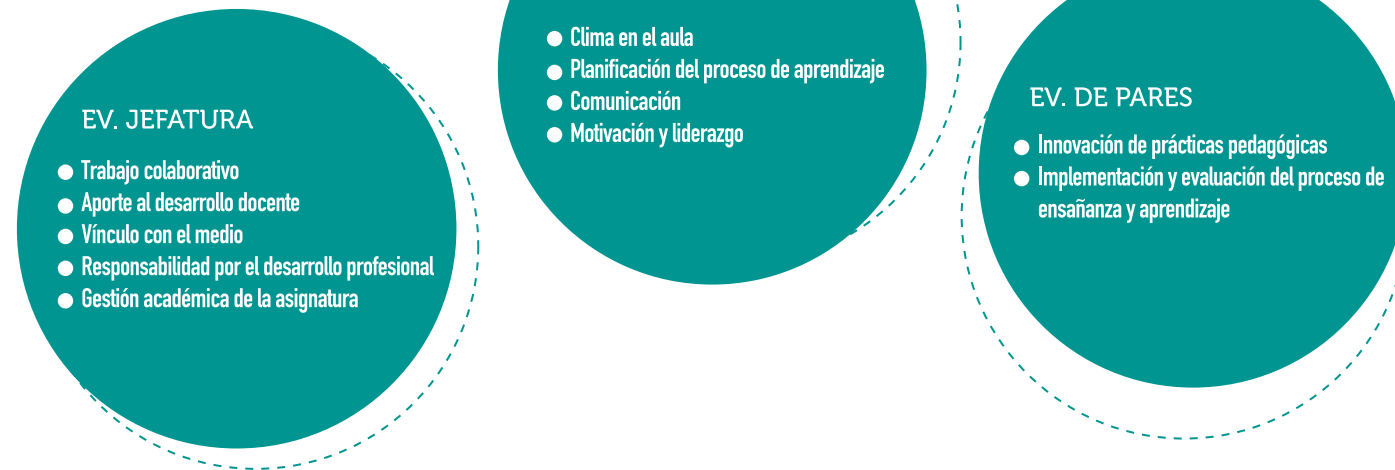 EV. JEFATURA
Trabajo colaborativo
Aporte al desarrollo docente
Vínculo con el medio
Responsabilidad por el desarrollo profesional
Gestión académica de la asignatura
Clima en el aula
Planificación del proceso de aprendizaje
Comunicación
Motivación y liderazgo
EV. DE PARES
Innovación de prácticas pedagógicas
Implementación y evaluación del proceso de
ensañanza y aprendizaje